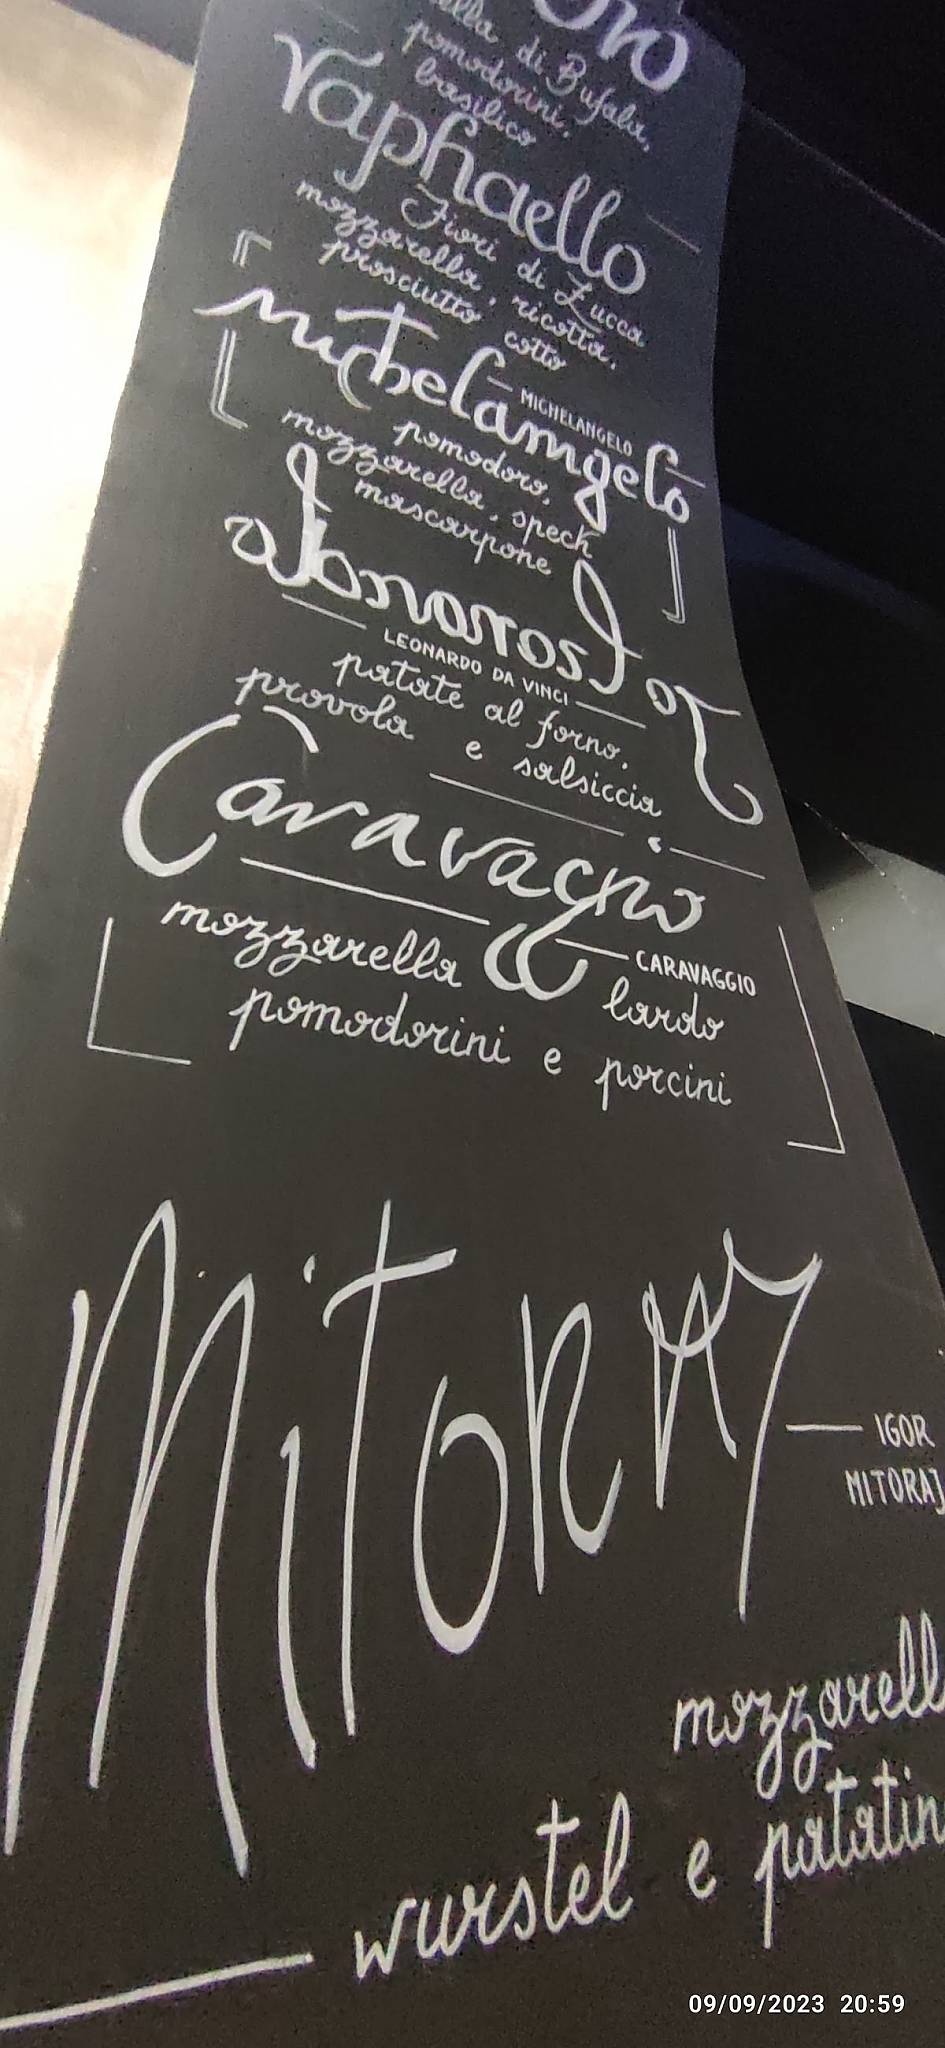 di Bufala,
pomodorini,
basilico
raphaello
Fiori di Zucca
mozzarella, ricotta,
prosciutto cotto
michelangelo
MICHELANGELO
pomodoro,
mozzarella, speck
mascarpone
LEONARDO DA VINCI
patate al forno,
provola e salsiccia
Caravagno
CARAVAGGIO
mozzarella lardo
pomodorini e porcini
MitoRAJ
IGOR
MITORAJ
mozzarell
wurstel e patatin
09/09/2023 20:59